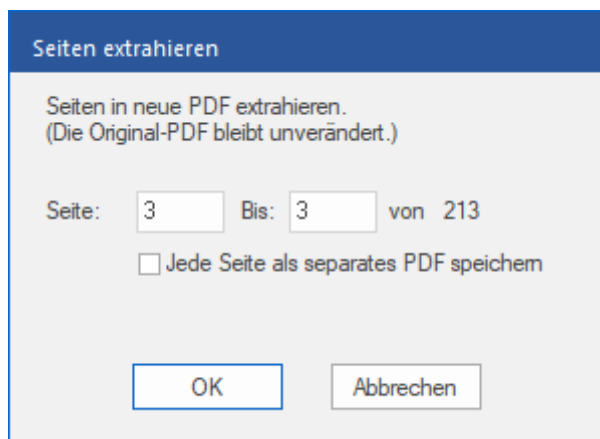 Seiten extrahieren
Seiten in neue PDF extrahieren.
(Die Original-PDF bleibt unverändert.)
Seite: 3 Bis: 3 von 213
Jede Seite als separates PDF speichern
OK Abbrechen